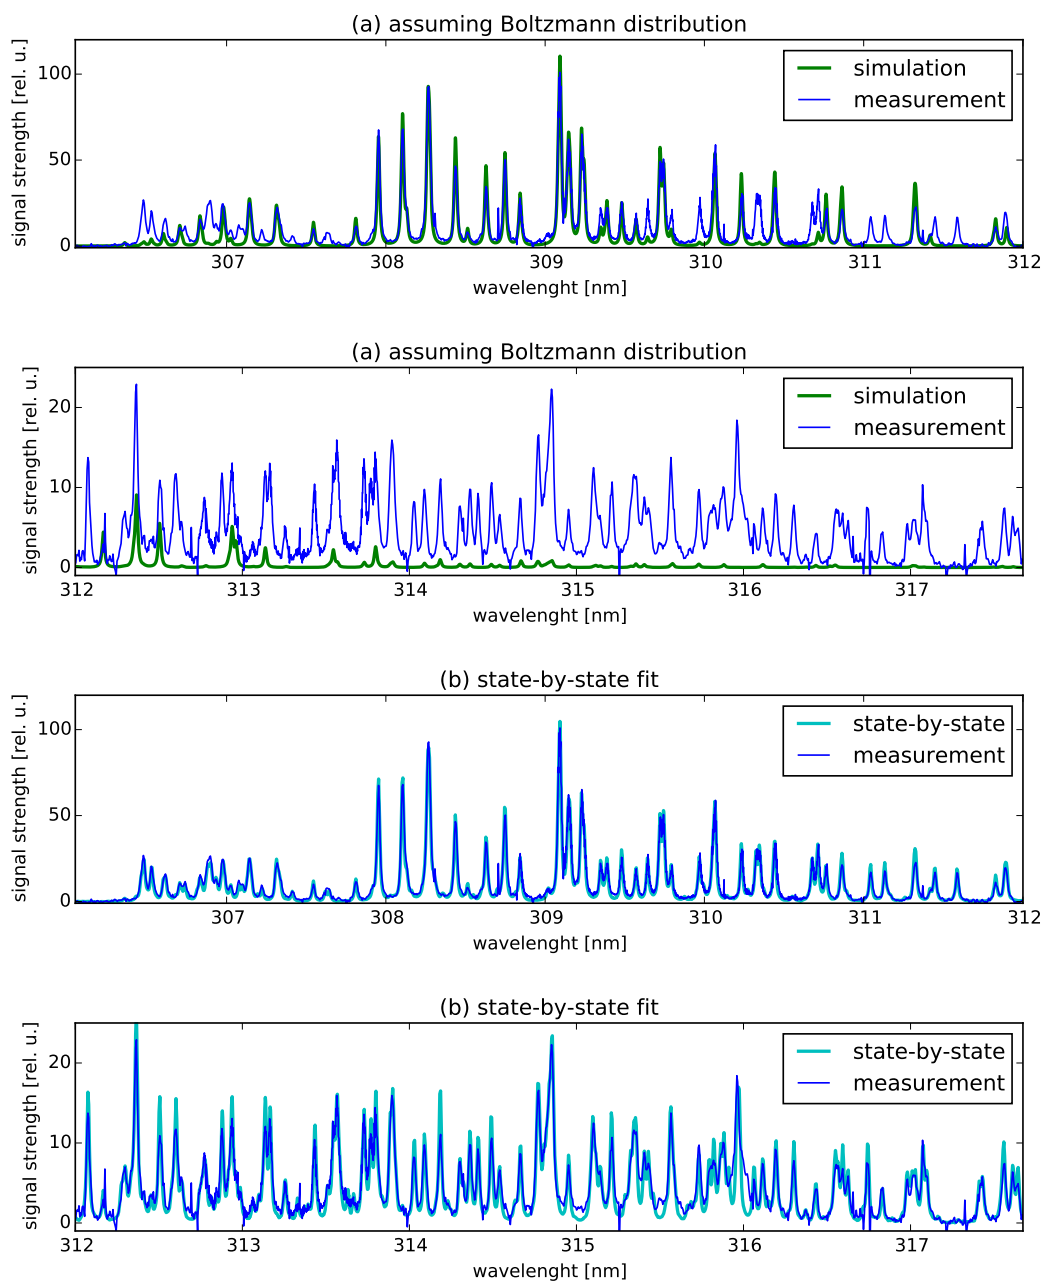 (a) assuming Boltzmann distribution
signal strength [rel. u.]
100
50
0
simulation
measurement
307 308 309 310 311 312
wavelenght [nm]
(a) assuming Boltzmann distribution
signal strength [rel. u.]
20
10
0
simulation
measurement
312 313 314 315 316 317
wavelenght [nm]
(b) state-by-state fit
signal strength [rel. u.]
100
50
0
state-by-state
measurement
307 308 309 310 311 312
wavelenght [nm]
(b) state-by-state fit
signal strength [rel. u.]
20
10
0
state-by-state
measurement
312 313 314 315 316 317
wavelenght [nm]